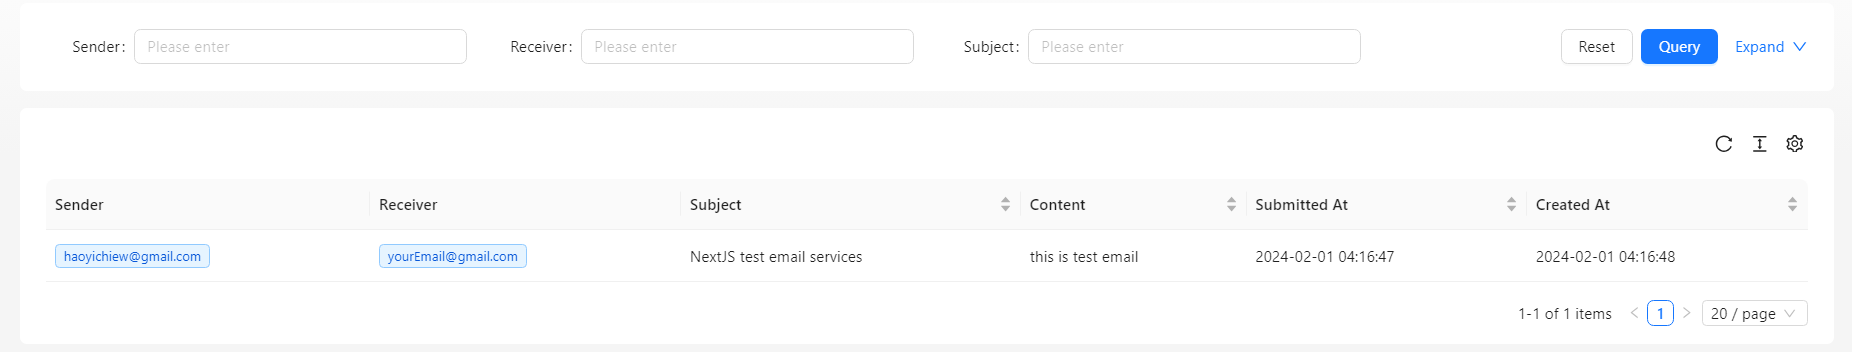 Sender: Please enter Receiver: Please enter Subject: Please enter Reset Query Expand
Sender Receiver Subject Content Submitted At Created At
haoyichiew@gmail.com yourEmail@gmail.com NextJS test email services this is test email 2024-02-01 04:16:47 2024-02-01 04:16:48
1-1 of 1 items 1 20 / page